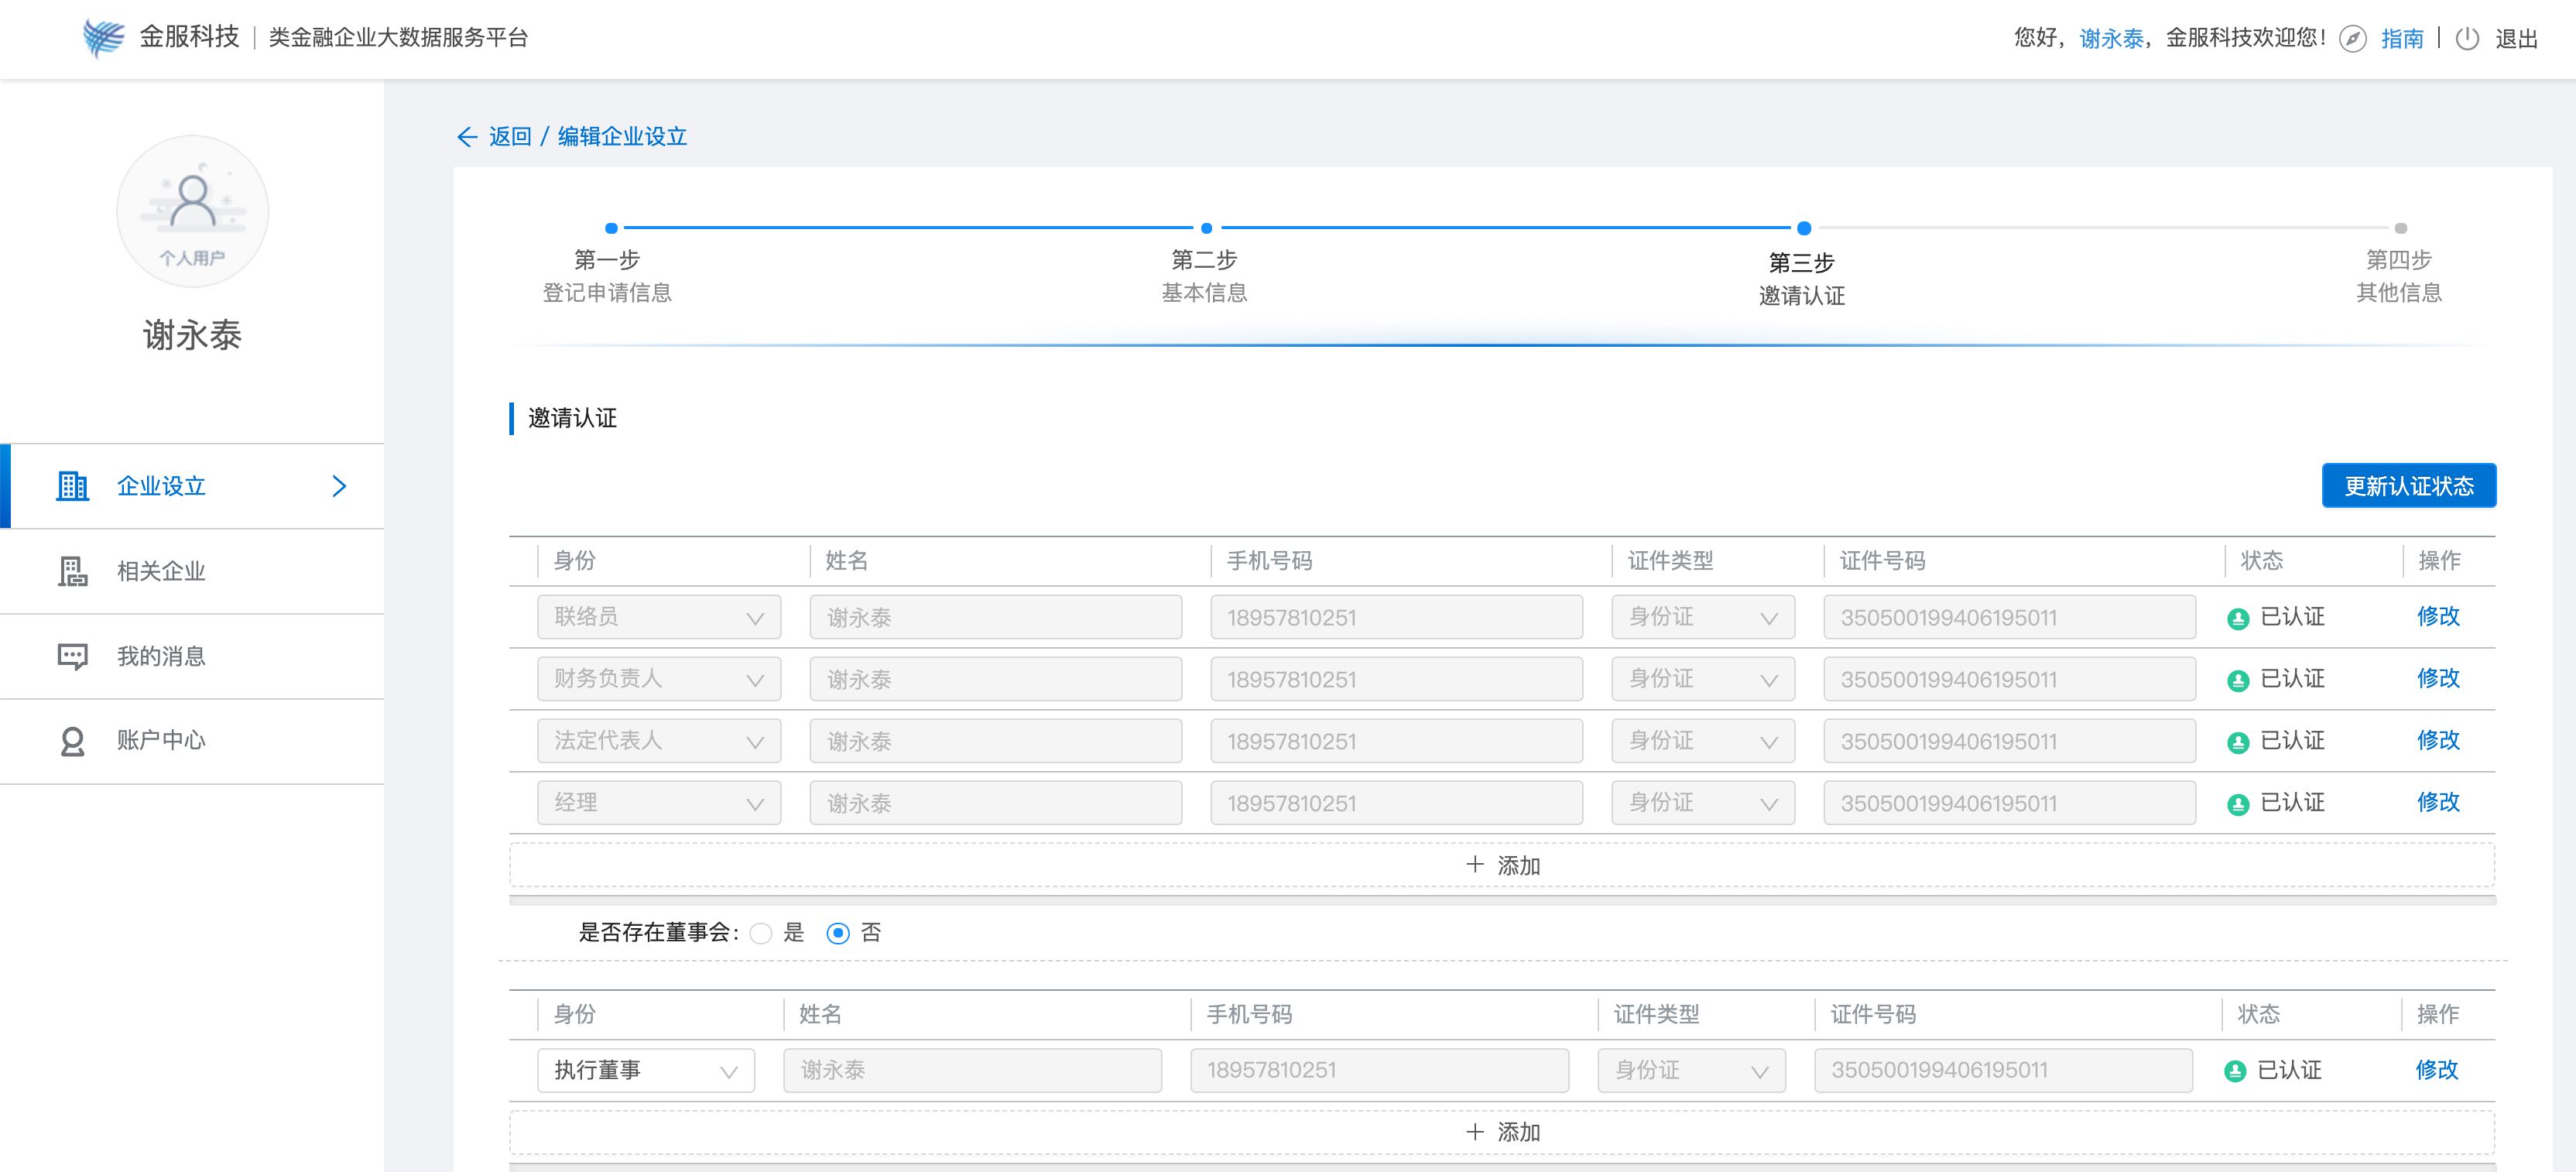 金服科技 | 类金融企业大数据服务平台
您好，谢永泰，金服科技欢迎您！ 指南 | 退出
个人用户
谢永泰
企业设立
相关企业
我的消息
账户中心
返回 / 编辑企业设立
第一步 第二步 第三步 第四步
登记申请信息 基本信息 邀请认证 其他信息
邀请认证
更新认证状态
身份 姓名 手机号码 证件类型 证件号码 状态 操作
联络员 谢永泰 18957810251 身份证 350500199406195011 已认证 修改
财务负责人 谢永泰 18957810251 身份证 350500199406195011 已认证 修改
法定代表人 谢永泰 18957810251 身份证 350500199406195011 已认证 修改
经理 谢永泰 18957810251 身份证 350500199406195011 已认证 修改
+ 添加
是否存在董事会： 是 否
身份 姓名 手机号码 证件类型 证件号码 状态 操作
执行董事 谢永泰 18957810251 身份证 350500199406195011 已认证 修改
+ 添加